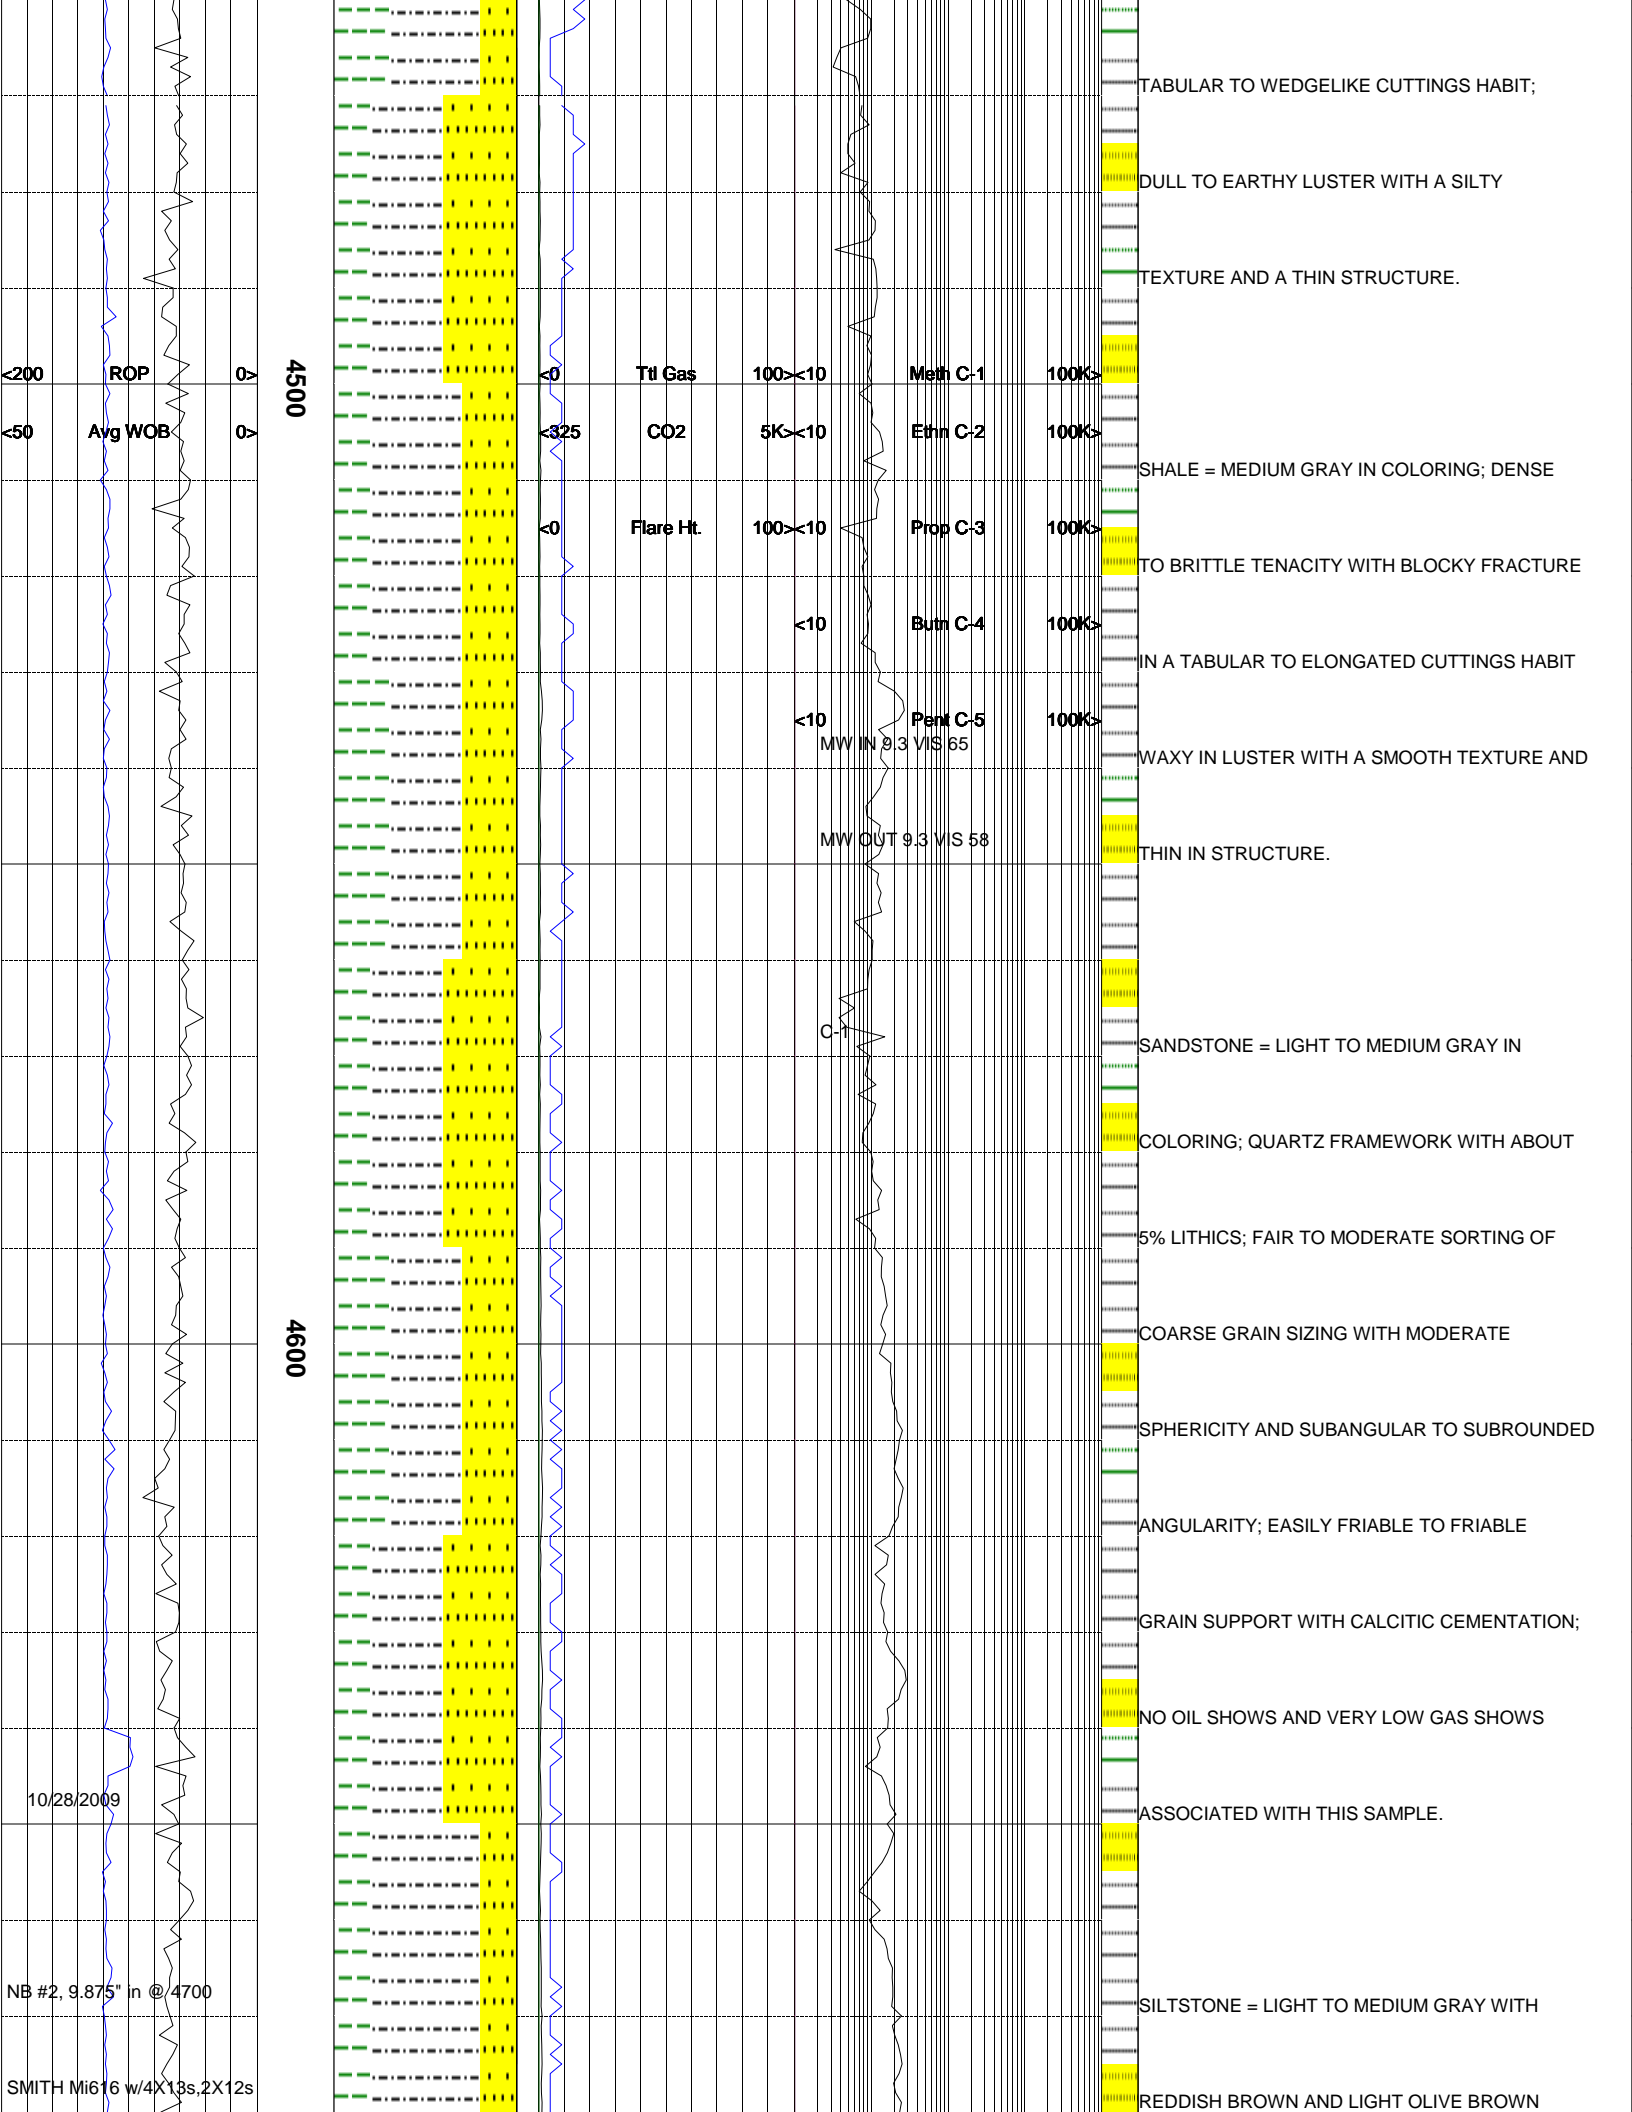 TABULAR TO WEDGELIKE CUTTINGS HABIT;
DULL TO EARTHY LUSTER WITH A SILTY
TEXTURE AND A THIN STRUCTURE.
<200 ROP 0>
4500
<0 Ttl Gas 100>
<10 Meth C-1 100K>
<50 Avg WOB 0>
<325 CO2 5K>
<10 Ethn C-2 100K>
SHALE = MEDIUM GRAY IN COLORING; DENSE
<0 Flare Ht. 100>
<10 Prop C-3 100K>
TO BRITTLE TENACITY WITH BLOCKY FRACTURE
<10 Butn C-4 100K>
IN A TABULAR TO ELONGATED CUTTINGS HABIT
<10 Pent C-5 100K>
MW IN 9.3 VIS 65
WAXY IN LUSTER WITH A SMOOTH TEXTURE AND
MW OUT 9.3 VIS 58
THIN IN STRUCTURE.
C-1
SANDSTONE = LIGHT TO MEDIUM GRAY IN
COLORING; QUARTZ FRAMEWORK WITH ABOUT
5% LITHICS; FAIR TO MODERATE SORTING OF
4600
COARSE GRAIN SIZING WITH MODERATE
SPHERICITY AND SUBANGULAR TO SUBROUNDED
ANGULARITY; EASILY FRIABLE TO FRIABLE
GRAIN SUPPORT WITH CALCITIC CEMENTATION;
NO OIL SHOWS AND VERY LOW GAS SHOWS
10/28/2009
ASSOCIATED WITH THIS SAMPLE.
NB #2, 9.875" in @ 4700
SILTSTONE = LIGHT TO MEDIUM GRAY WITH
SMITH Mi616 w/4X13s,2X12s
REDDISH BROWN AND LIGHT OLIVE BROWN